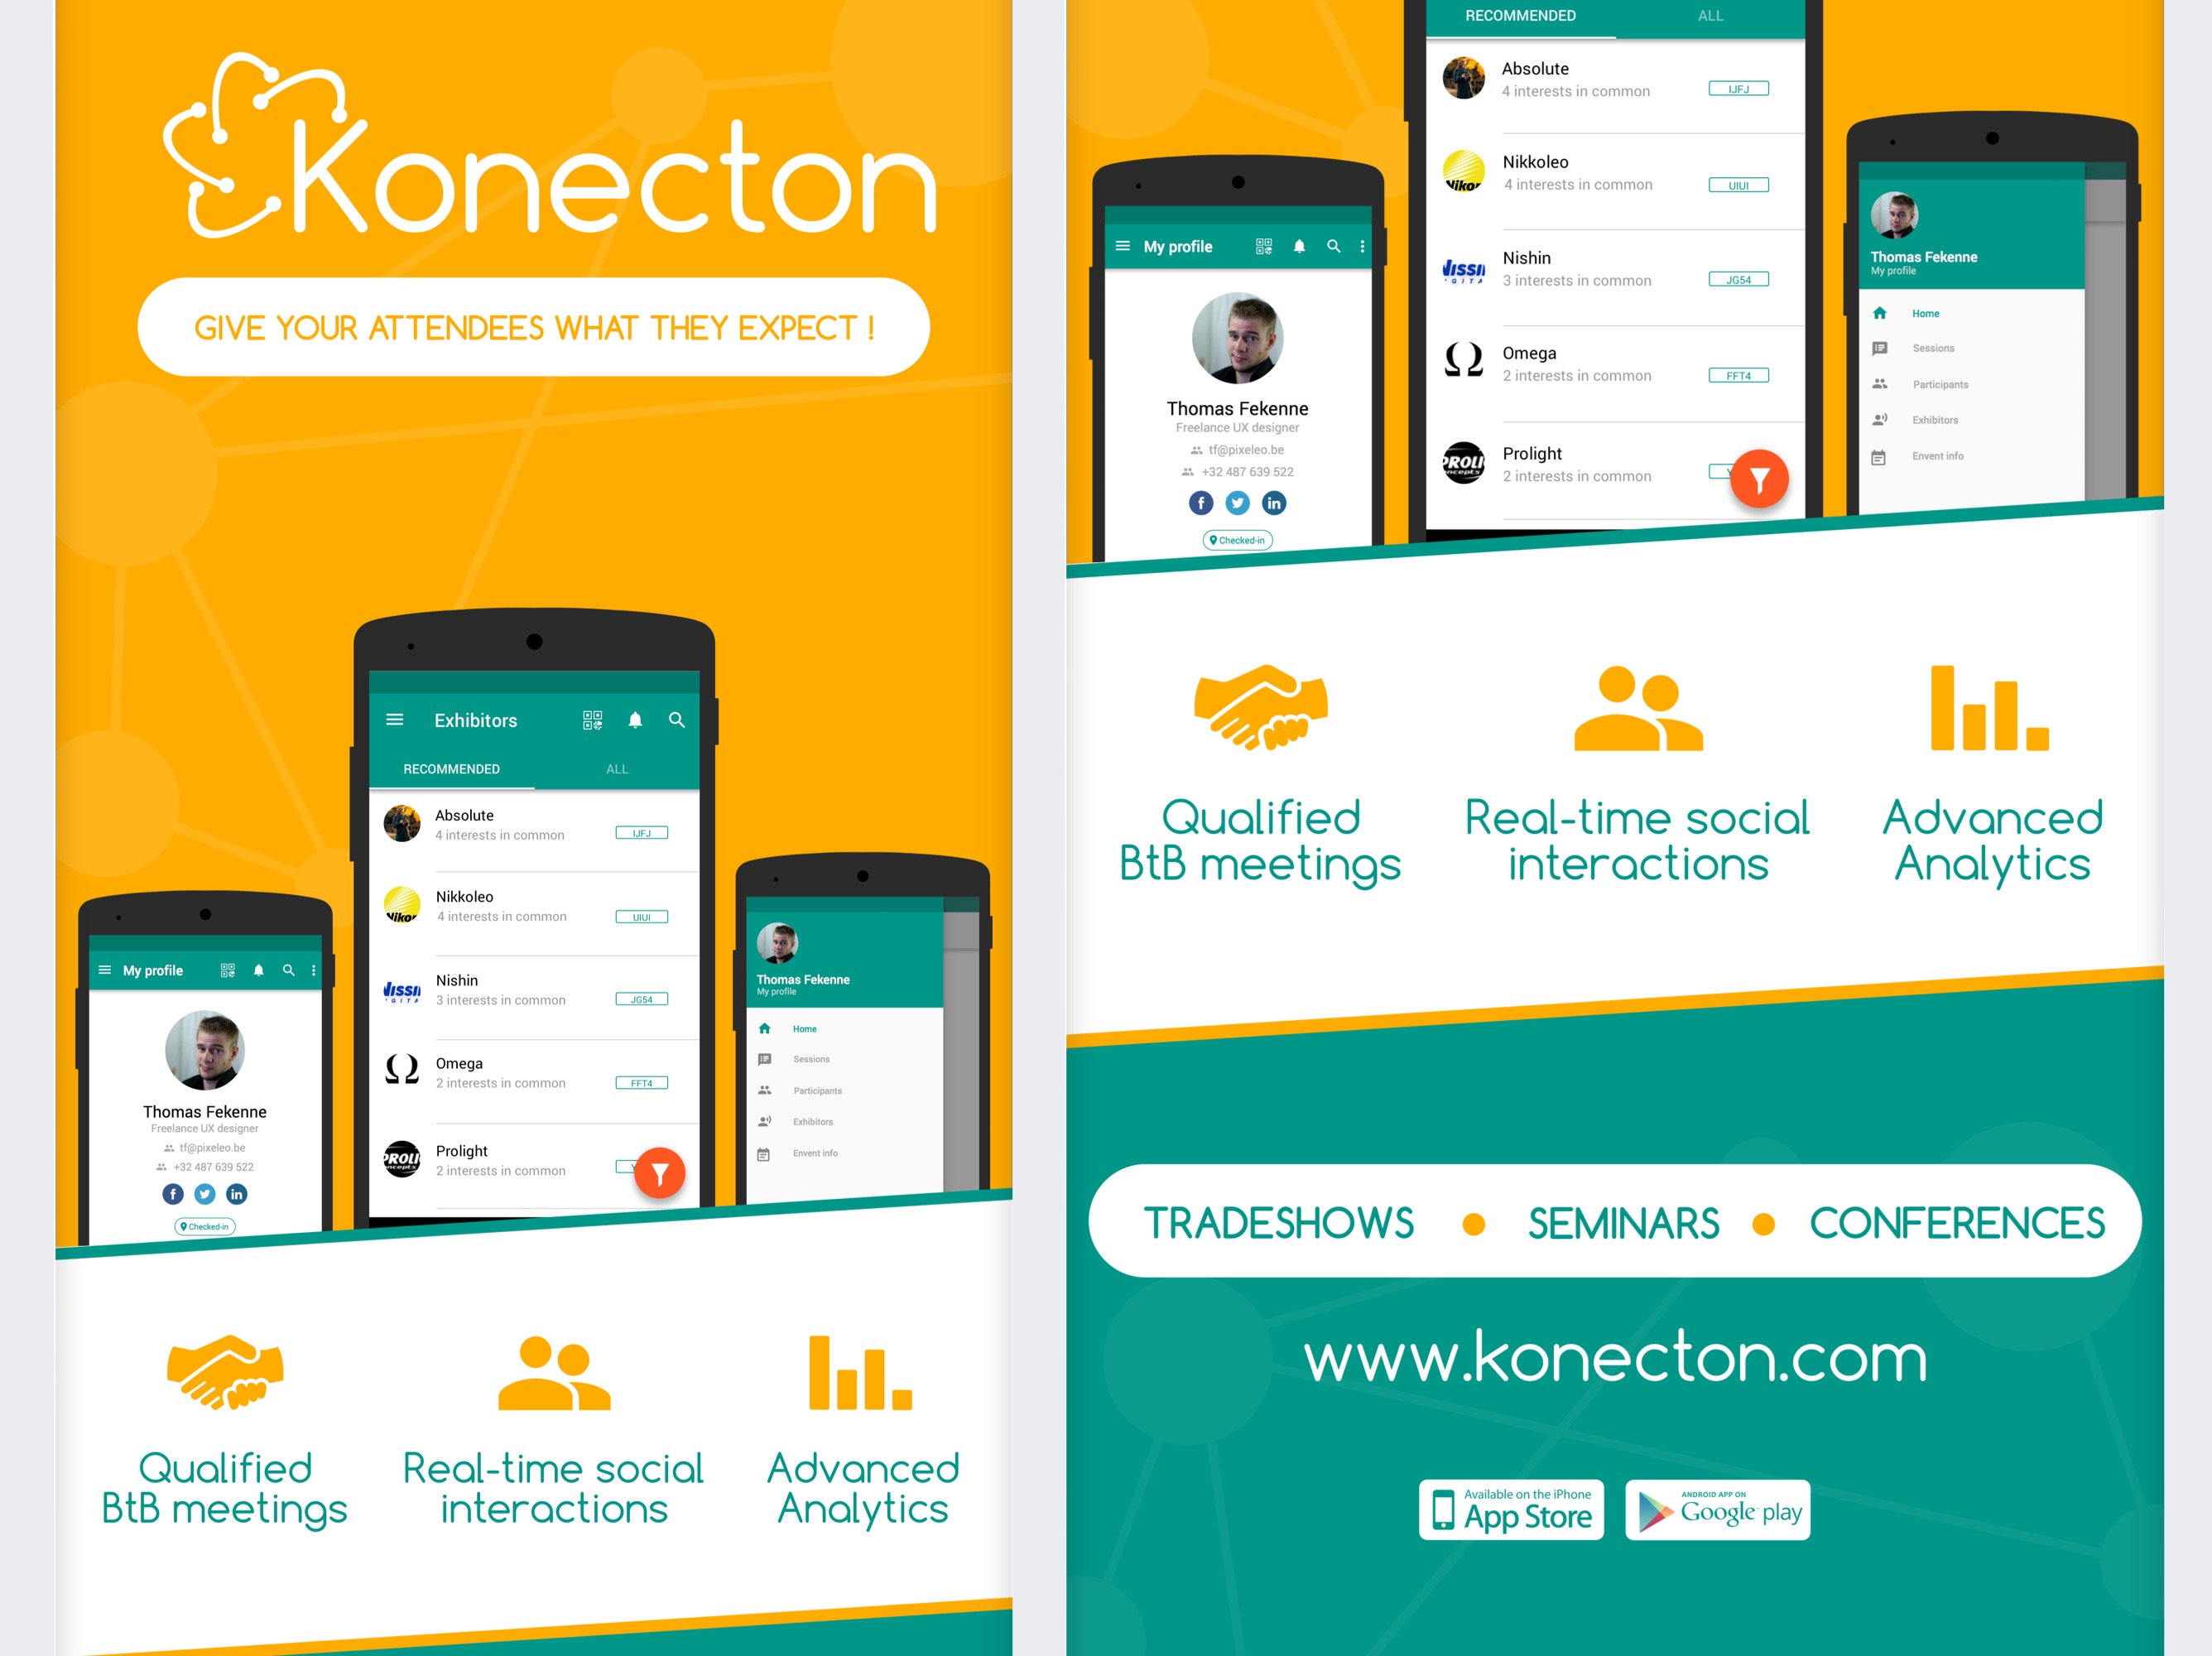 Konecton
GIVE YOUR ATTENDEES WHAT THEY EXPECT !
Exhibitors
RECOMMENDED ALL
Absolute
4 interests in common
IJFJ
Nikon
Nikkoleo
4 interests in common
UIUI
Nishin
3 interests in common
JG54
Omega
2 interests in common
FFT4
Prolight
2 interests in common
My profile
Thomas Fekenne
Freelance UX designer
tf@pixeleo.be
+32 487 639 522
Checked-in
Thomas Fekenne
My profile
Home
Sessions
Participants
Exhibitors
Envent info
Qualified
BtB meetings
Real-time social
interactions
Advanced
Analytics
RECOMMENDED ALL
Absolute
4 interests in common
IJFJ
Nikkoleo
4 interests in common
UIUI
Nishin
3 interests in common
JG54
Omega
2 interests in common
FFT4
Prolight
2 interests in common
My profile
Thomas Fekenne
Freelance UX designer
tf@pixeleo.be
+32 487 639 522
Checked-in
Thomas Fekenne
My profile
Home
Sessions
Participants
Exhibitors
Envent info
Qualified
BtB meetings
Real-time social
interactions
Advanced
Analytics
TRADESHOWS • SEMINARS • CONFERENCES
www.konecton.com
Available on the iPhone
App Store
ANDROID APP ON
Google play